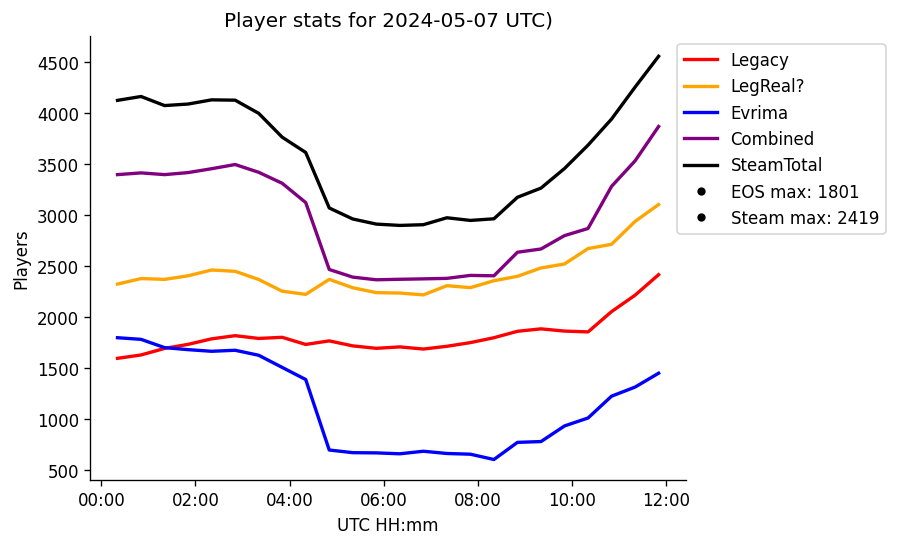 Player stats for 2024-05-07 UTC)
4500
4000
3500
3000
2500
2000
1500
1000
500
Players
00:00 02:00 04:00 06:00 08:00 10:00 12:00
UTC HH:mm
Legacy
LegReal?
Evrima
Combined
SteamTotal
EOS max: 1801
Steam max: 2419